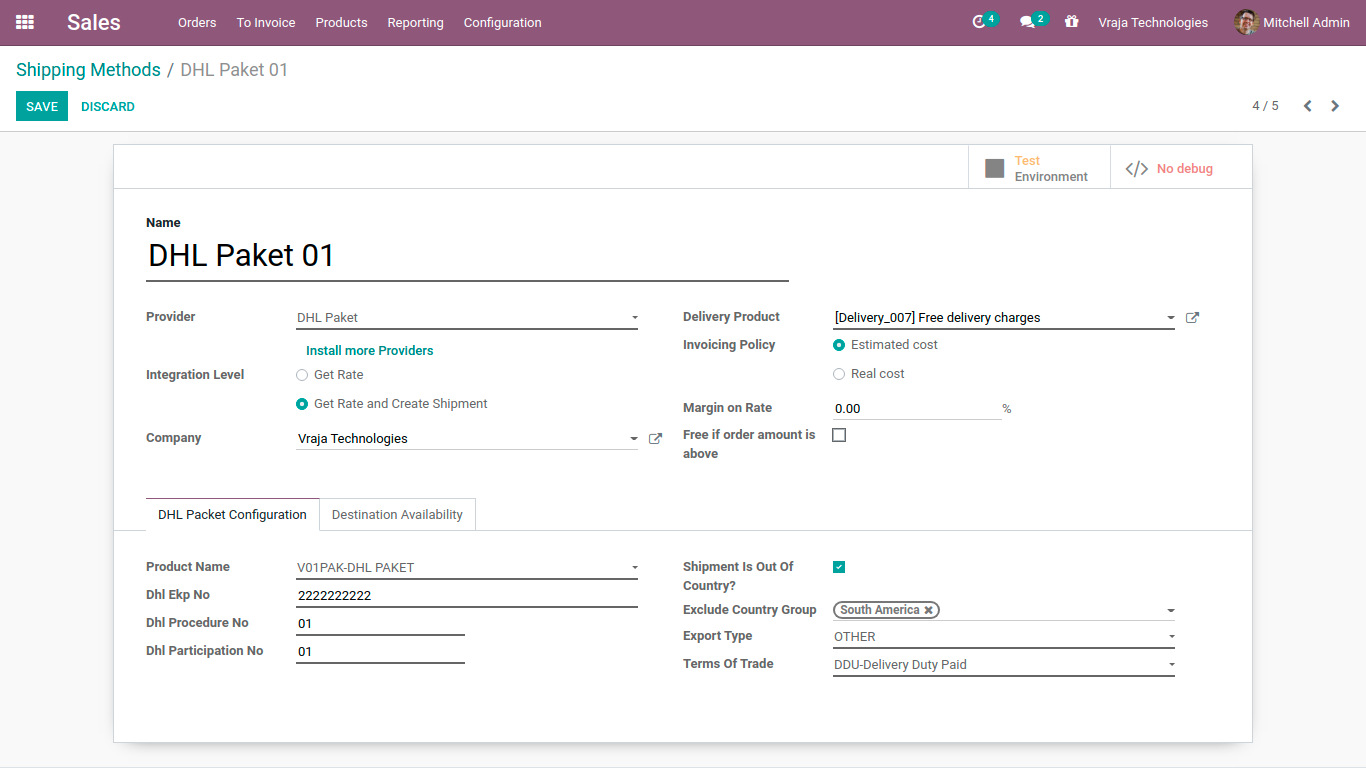 Sales Orders To Invoice Products Reporting Configuration 4 2 Vraja Technologies Mitchell Admin
Shipping Methods / DHL Paket 01
SAVE DISCARD 4 / 5
Test
Environment
</> No debug
Name
DHL Paket 01
Provider DHL Paket
Install more Providers
Integration Level Get Rate
Get Rate and Create Shipment
Company Vraja Technologies
Delivery Product [Delivery_007] Free delivery charges
Invoicing Policy Estimated cost
Real cost
Margin on Rate 0.00 %
Free if order amount is
above
DHL Packet Configuration Destination Availability
Product Name V01PAK-DHL PAKET
Dhl Ekp No 2222222222
Dhl Procedure No 01
Dhl Participation No 01
Shipment Is Out Of
Country?
Exclude Country Group South America ✖
Export Type OTHER
Terms Of Trade DDU-Delivery Duty Paid